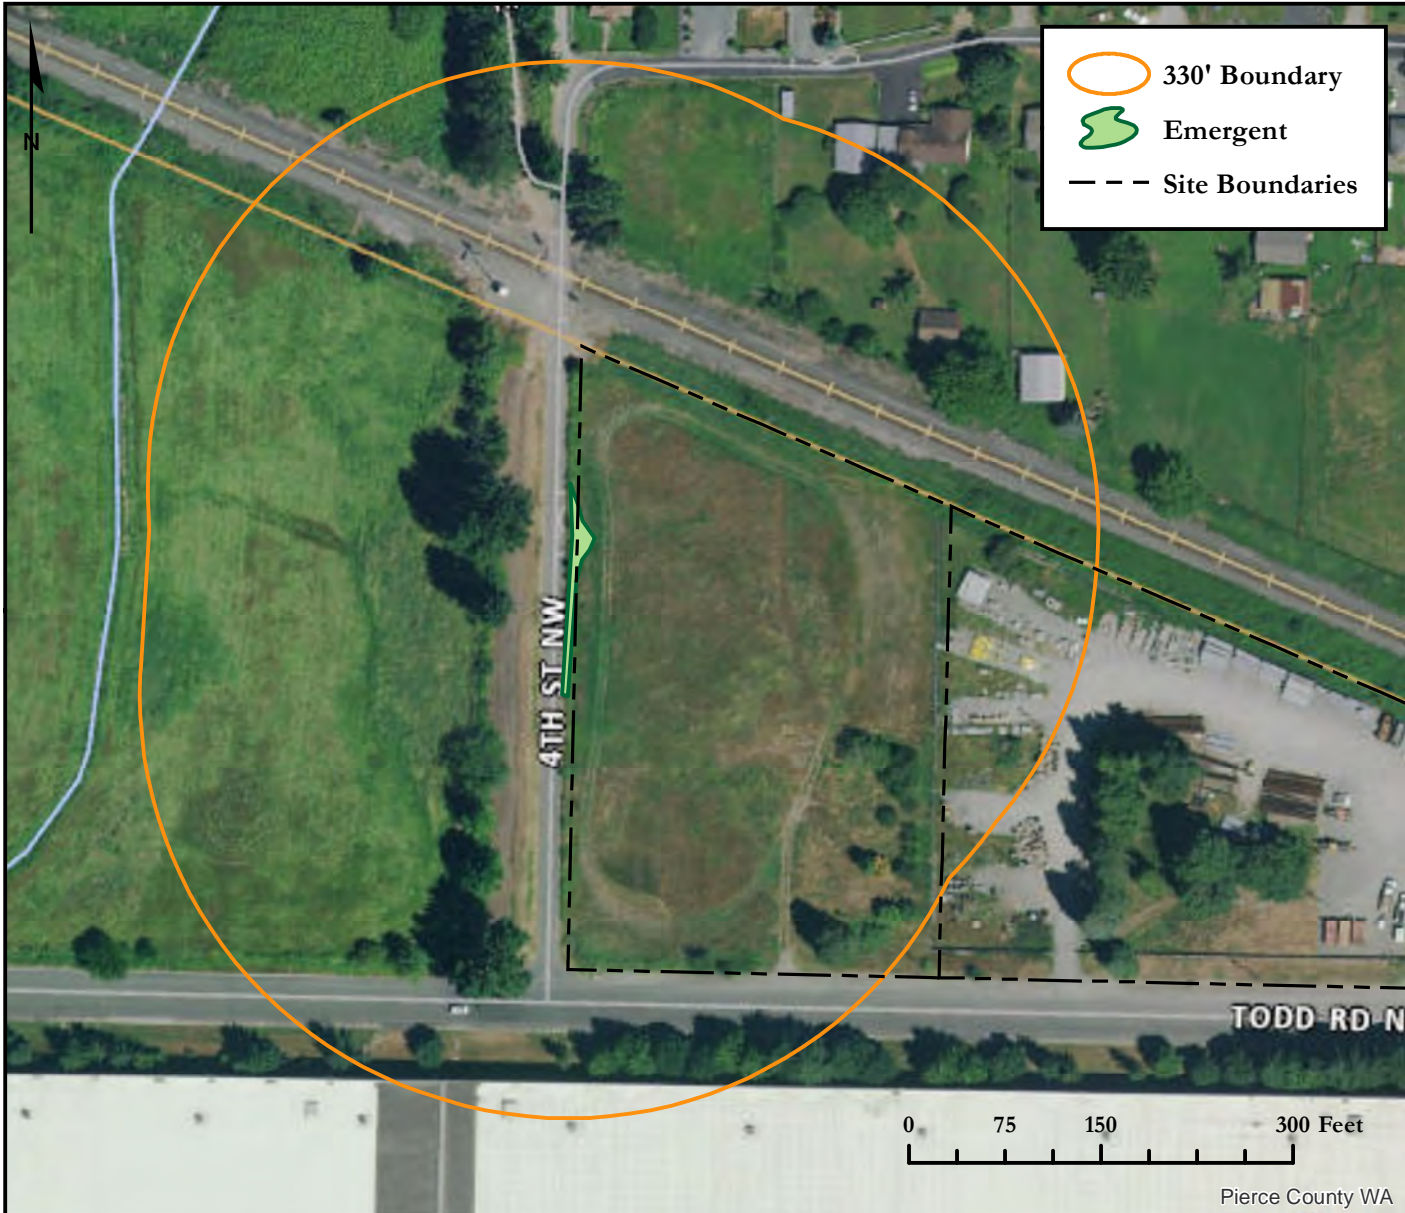 N
330' Boundary
Emergent
Site Boundaries
4TH ST NW
TODD RD N
0 75 150 300 Feet
Pierce County WA